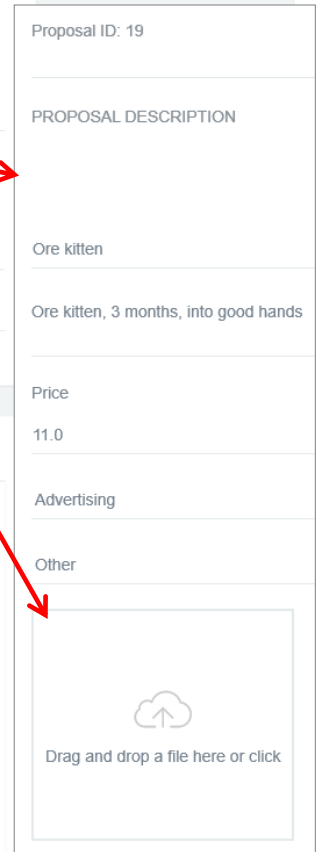 Proposal ID: 19
PROPOSAL DESCRIPTION
Ore kitten
Ore kitten, 3 months, into good hands
Price
11.0
Advertising
Other
Drag and drop a file here or click